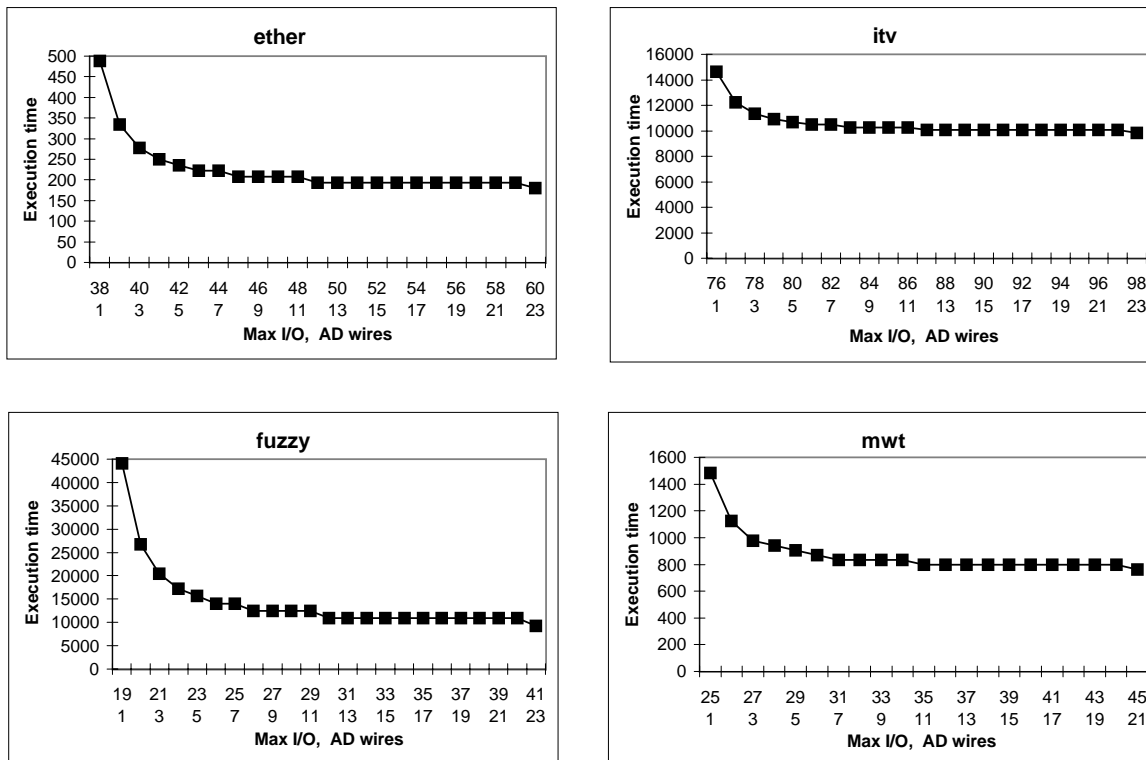 ether
500
450
400
350
300
250
200
150
100
50
0
Execution time
38 40 42 44 46 48 50 52 54 56 58 60
1 3 5 7 9 11 13 15 17 19 21 23
Max I/O, AD wires
itv
16000
14000
12000
10000
8000
6000
4000
2000
0
Execution time
76 78 80 82 84 86 88 90 92 94 96 98
1 3 5 7 9 11 13 15 17 19 21 23
Max I/O, AD wires
fuzzy
45000
40000
35000
30000
25000
20000
15000
10000
5000
0
Execution time
19 21 23 25 27 29 31 33 35 37 39 41
1 3 5 7 9 11 13 15 17 19 21 23
Max I/O, AD wires
mwt
1600
1400
1200
1000
800
600
400
200
0
Execution time
25 27 29 31 33 35 37 39 41 43 45
1 3 5 7 9 11 13 15 17 19 21
Max I/O, AD wires